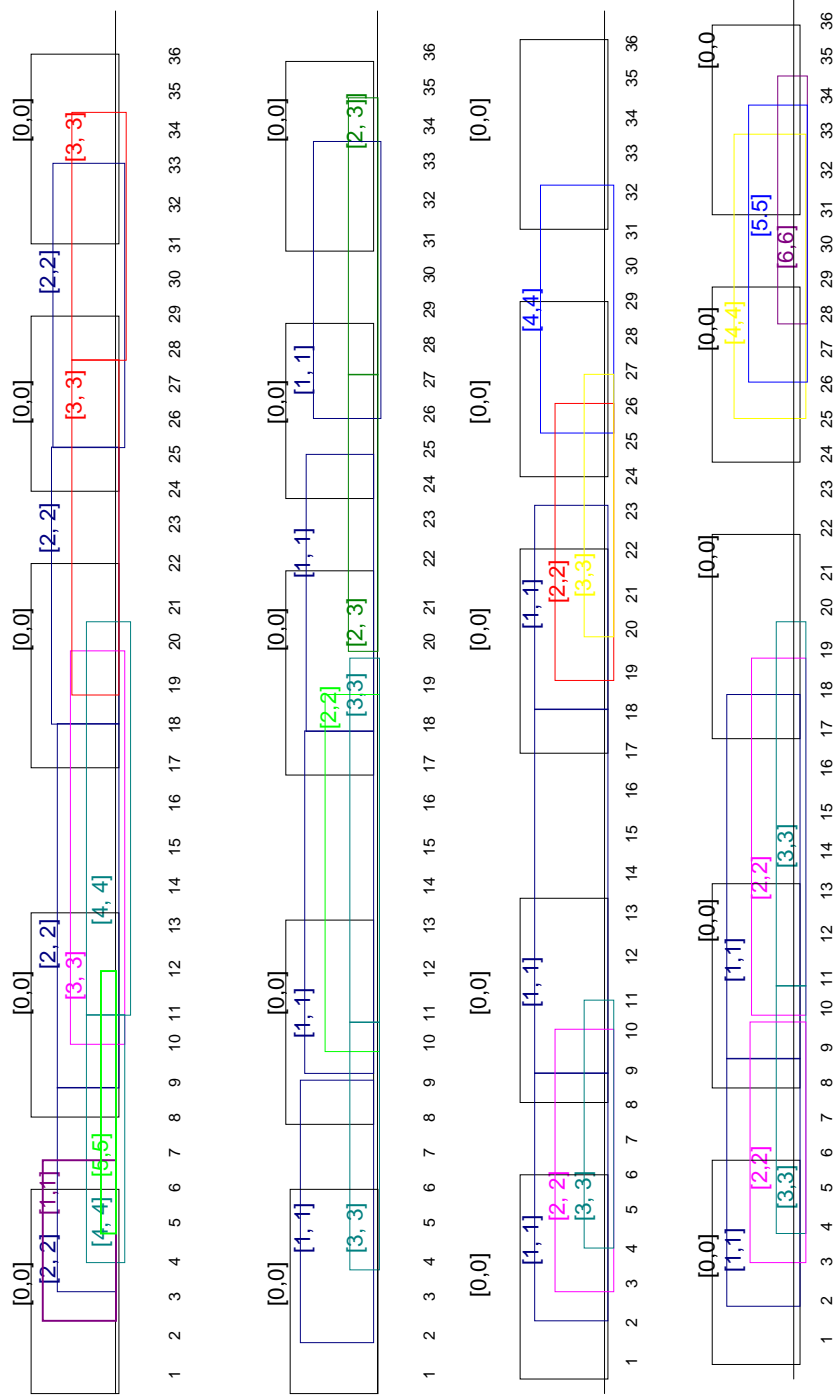 [0,0] [0,0] [0,0] [0,0] [0,0]
[2, 2] [1,1] [2, 2] [2, 2] [2,2]
[3, 3] [3, 3] [3, 3]
[4, 4] [5,5] [4, 4]
1 2 3 4 5 6 7 8 9 10 11 12 13 14 15 16 17 18 19 20 21 22 23 24 25 26 27 28 29 30 31 32 33 34 35 36
[0,0] [0,0] [0,0] [0,0] [0,0]
[1, 1] [1, 1] [1, 1] [1, 1]
[2,2]
[3, 3] [3,3] [2, 3] [2, 3]
1 2 3 4 5 6 7 8 9 10 11 12 13 14 15 16 17 18 19 20 21 22 23 24 25 26 27 28 29 30 31 32 33 34 35 36
[0,0] [0,0] [0,0] [0,0] [0,0]
[1, 1] [1, 1] [1, 1] [4,4]
[2, 2] [2,2]
[3, 3] [3,3]
1 2 3 4 5 6 7 8 9 10 11 12 13 14 15 16 17 18 19 20 21 22 23 24 25 26 27 28 29 30 31 32 33 34 35 36
[0,0] [0,0] [0,0] [0,0] [0,0
[1,1] [1,1] [4,4]
[2,2] [2,2] [5.5]
[3,3] [3,3] [6,6]
1 2 3 4 5 6 7 8 9 10 11 12 13 14 15 16 17 18 19 20 21 22 23 24 25 26 27 28 29 30 31 32 33 34 35 36